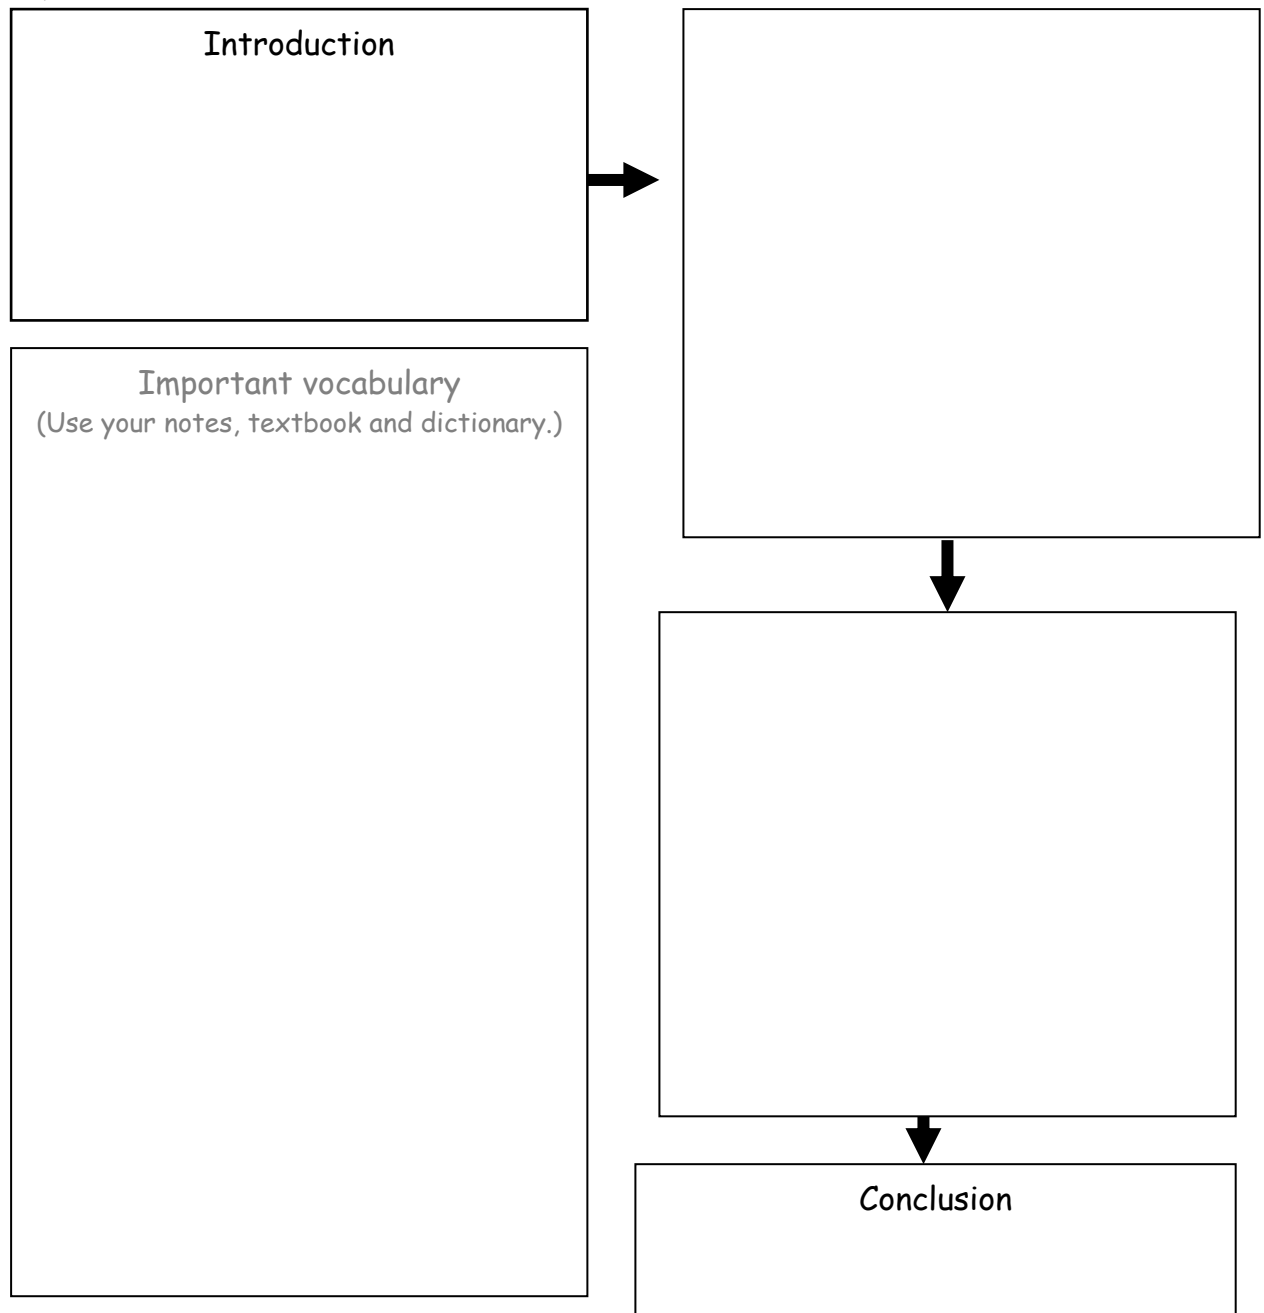 Introduction
Important vocabulary
(Use your notes, textbook and dictionary.)
Conclusion